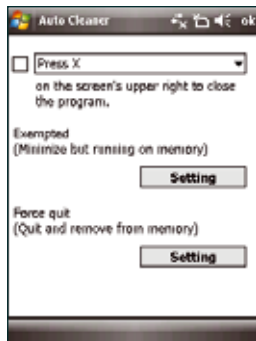 Auto Cleaner ok
Press X
on the screen's upper right to close
the program.
Exempted
(Minimize but running on memory)
Setting
Force quit
(Quit and remove from memory)
Setting